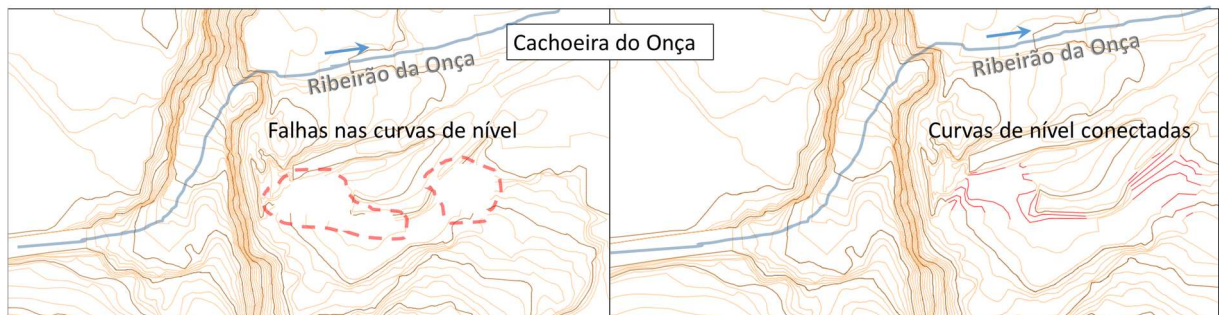 Cachoeira do Onça
Ribeirão da Onça
Falhas nas curvas de nível
Ribeirão da Onça
Curvas de nível conectadas